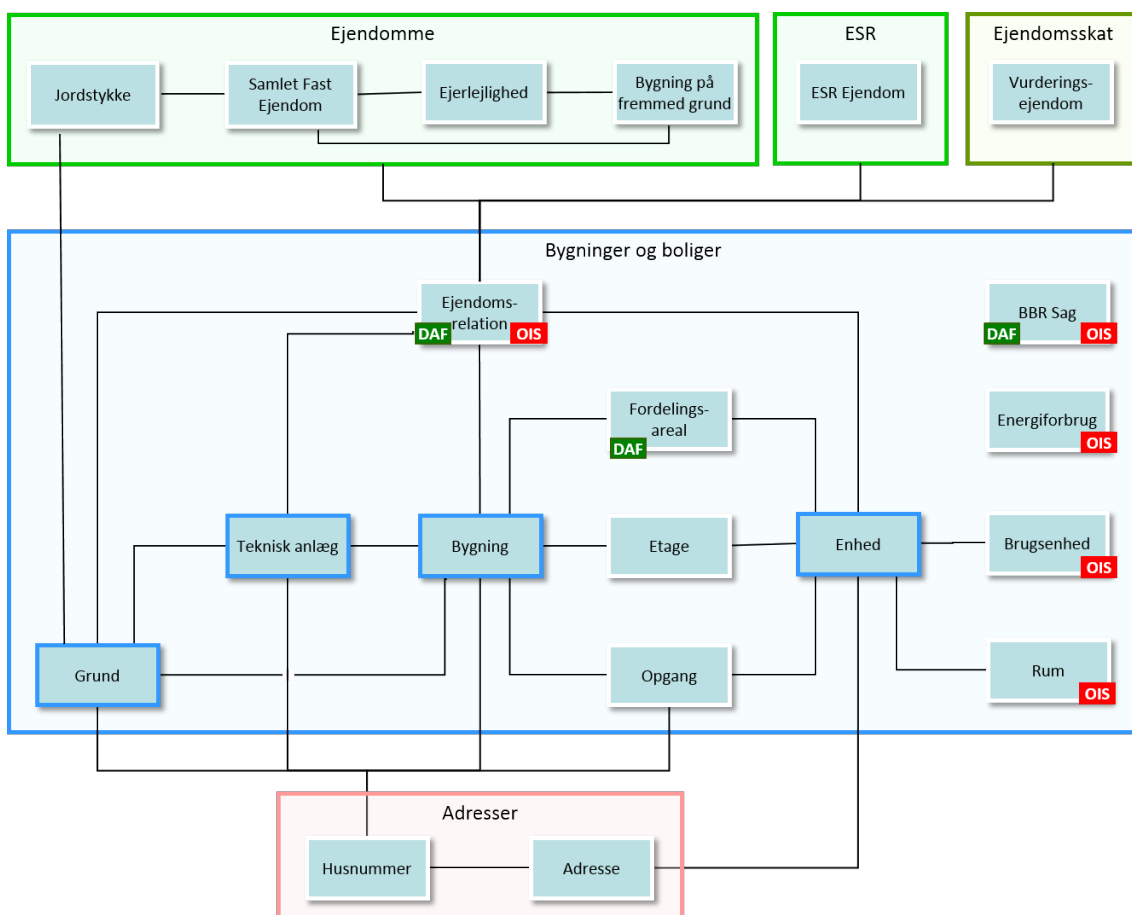 Ejendomme
ESR
Ejendomsskat
Jordstykke
Samlet Fast
Ejendom
Ejerlejlighed
Bygning på
fremmed grund
ESR Ejendom
Vurderings-
ejendom
Bygninger og boliger
Ejendoms-
relation
DAF
OIS
BBR Sag
DAF
OIS
Fordelings-
areal
DAF
Energiforbrug
OIS
Teknisk anlæg
Bygning
Etage
Enhed
Brugsenhed
OIS
Grund
Opgang
Rum
OIS
Adresser
Husnummer
Adresse